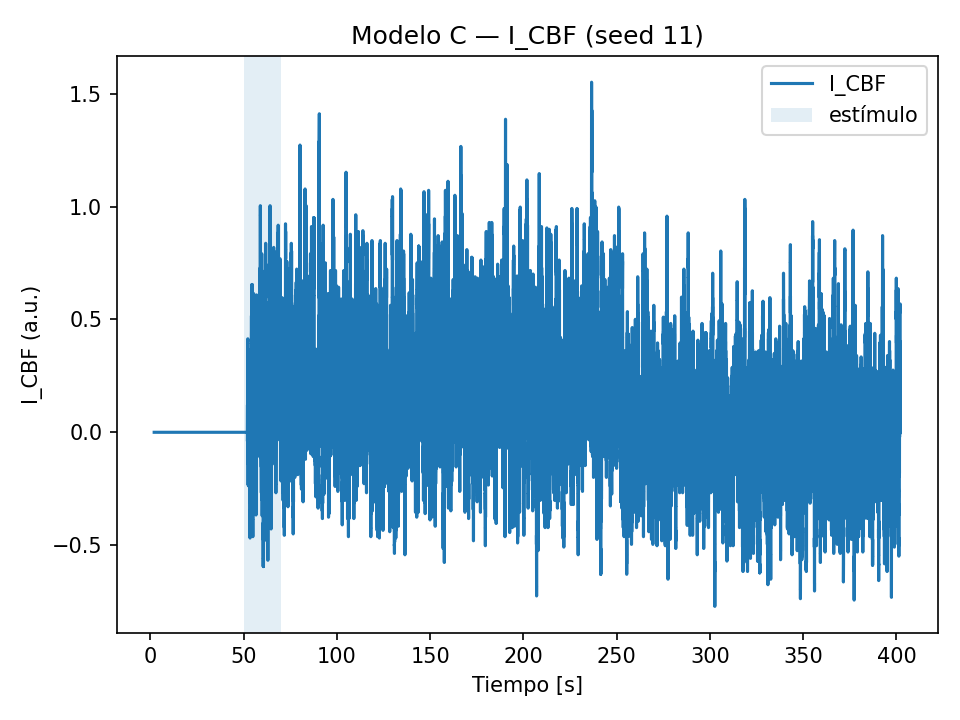 Modelo C — I_CBF (seed 11)
I_CBF
estímulo
1.5
1.0
0.5
0.0
−0.5
I_CBF (a.u.)
0 50 100 150 200 250 300 350 400
Tiempo [s]